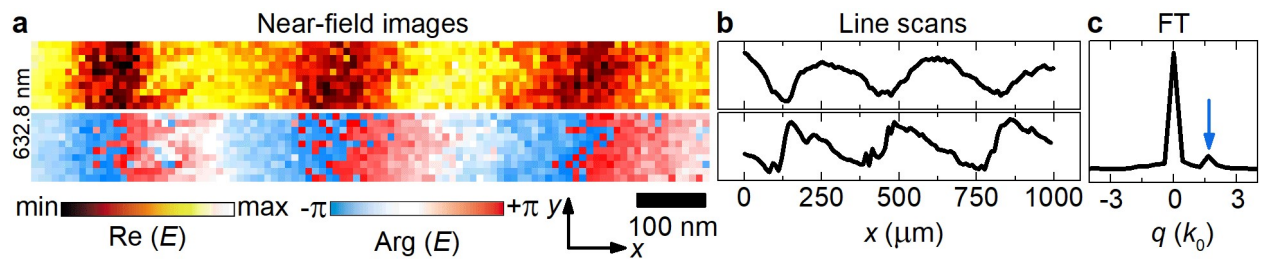 a Near-field images
b Line scans
c FT
632.8 nm
min max
Re (E)
-π +π
Arg (E)
y
x
100 nm
0 250 500 750 1000
x (μm)
-3 0 3
q (k0)